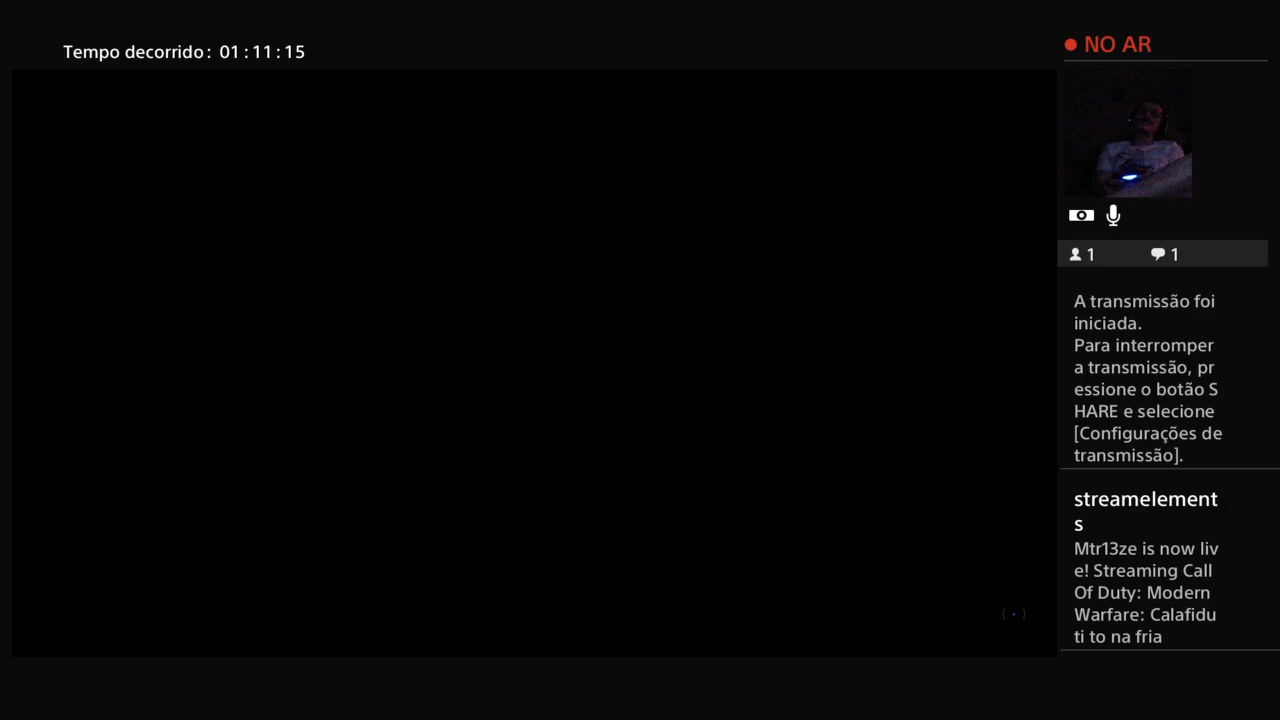 Tempo decorrido: 01:11:15
NO AR
1 1
A transmissão foi
iniciada.
Para interromper
a transmissão, pr
essione o botão S
HARE e selecione
[Configurações de
transmissão].
streamelement
s
Mtr13ze is now liv
e! Streaming Call
Of Duty: Modern
Warfare: Calafidu
ti to na fria